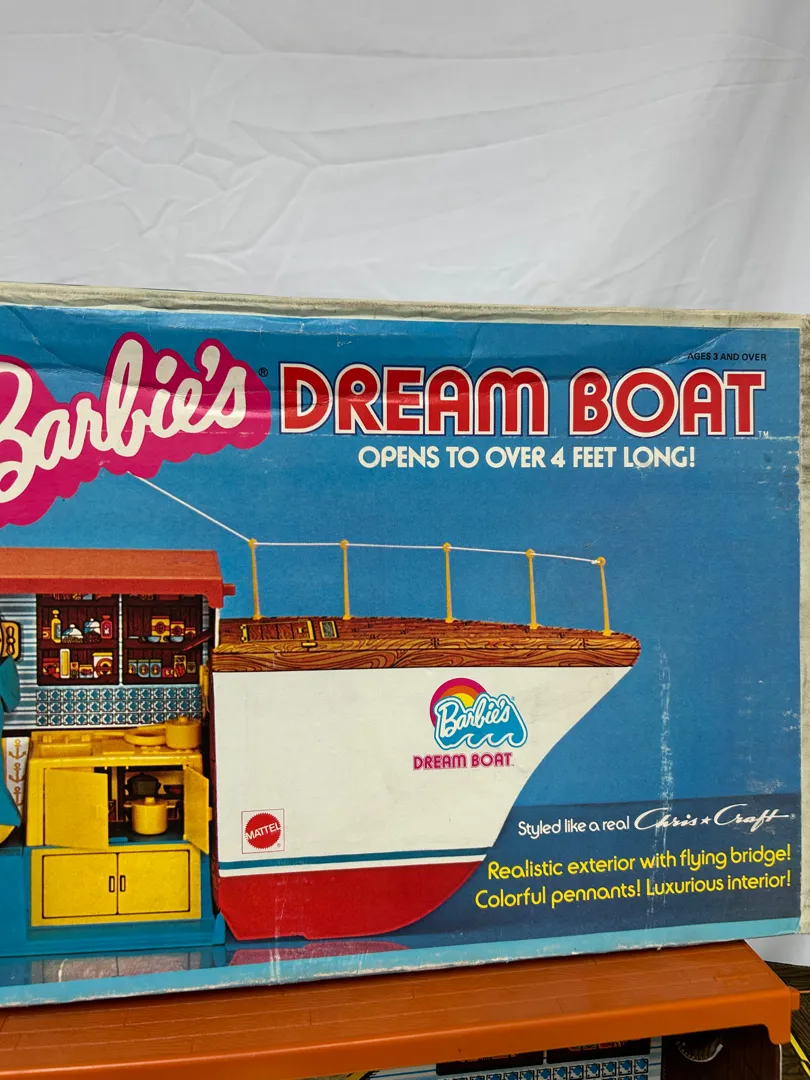 AGES 3 AND OVER
Barbie's® DREAM BOAT™
OPENS TO OVER 4 FEET LONG!
Barbie's
DREAM BOAT
MATTEL
Styled like a real Chris★Craft®
Realistic exterior with flying bridge!
Colorful pennants! Luxurious interior!